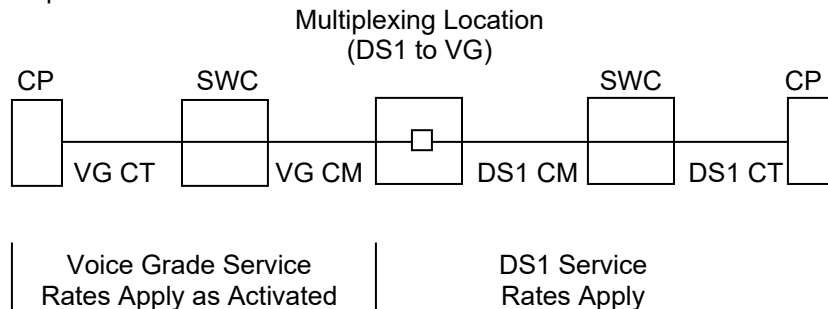 Multiplexing Location
(DS1 to VG)
CP SWC SWC CP
VG CT VG CM DS1 CM DS1 CT
Voice Grade Service DS1 Service
Rates Apply as Activated Rates Apply